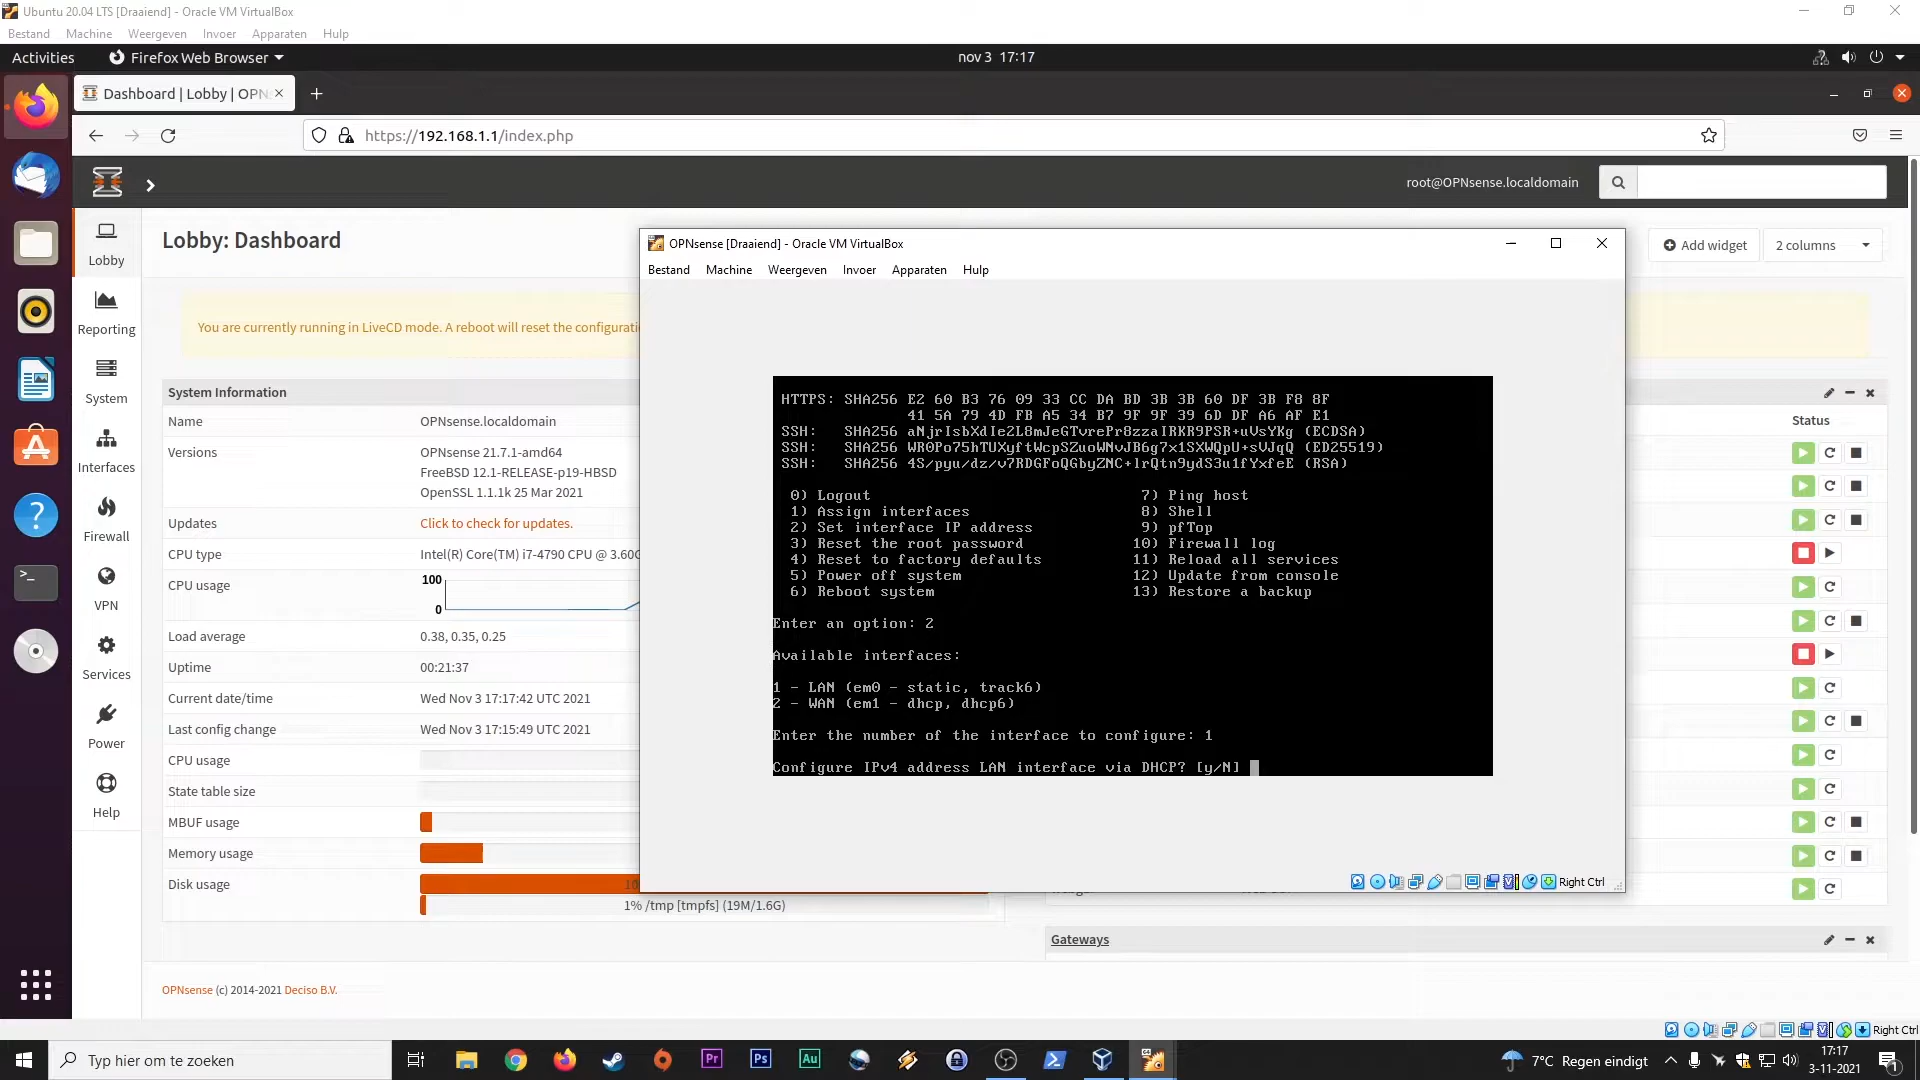 Ubuntu 20.04 LTS [Draaiend] - Oracle VM VirtualBox
Bestand Machine Weergeven Invoer Apparaten Hulp
Activities Firefox Web Browser nov 3 17:17
Dashboard | Lobby | OPN
https://192.168.1.1/index.php
root@OPNsense.localdomain
Lobby: Dashboard
Add widget 2 columns
Lobby
Reporting
System
Interfaces
Firewall
VPN
Services
Power
Help
You are currently running in LiveCD mode. A reboot will reset the
System Information
Name OPNsense.localdomain
Versions OPNsense 21.7.1-amd64
FreeBSD 12.1-RELEASE-p19-HBSD
OpenSSL 1.1.1k 25 Mar 2021
Updates Click to check for updates.
CPU type Intel(R) Core(TM) i7-4790 CPU @
CPU usage 100
0
Load average 0.38, 0.35, 0.25
Uptime 00:21:37
Current date/time Wed Nov 3 17:17:42 UTC 2021
Last config change Wed Nov 3 17:15:49 UTC 2021
CPU usage
State table size
MBUF usage
Memory usage
Disk usage
1% /tmp [tmpfs] (19M/1.6G)
Status
Gateways
OPNsense (c) 2014-2021 Deciso B.V.
OPNsense [Draaiend] - Oracle VM VirtualBox
Bestand Machine Weergeven Invoer Apparaten Hulp
HTTPS: SHA256 E2 60 B3 76 09 33 CC DA BD 3B 3B 60 DF 3B F8 8F
41 5A 79 4D FB A5 34 B7 9F 9F 39 6D DF A6 AF E1
SSH: SHA256 (ECDSA)
SSH: SHA256 (ED25519)
SSH: SHA256 (RSA)
0) Logout 7) Ping host
1) Assign interfaces 8) Shell
2) Set interface IP address 9) pfTop
3) Reset the root password 10) Firewall log
4) Reset to factory defaults 11) Reload all services
5) Power off system 12) Update from console
6) Reboot system 13) Restore a backup
Enter an option: 2
Available interfaces:
1 - LAN (em0 - static, track6)
2 - WAN (em1 - dhcp, dhcp6)
Enter the number of the interface to configure: 1
Configure IPv4 address LAN interface via DHCP? [y/N]
Right Ctrl
Right Ctrl
Typ hier om te zoeken
Pr Ps Au
7°C Regen eindigt
17:17
3-11-2021
1